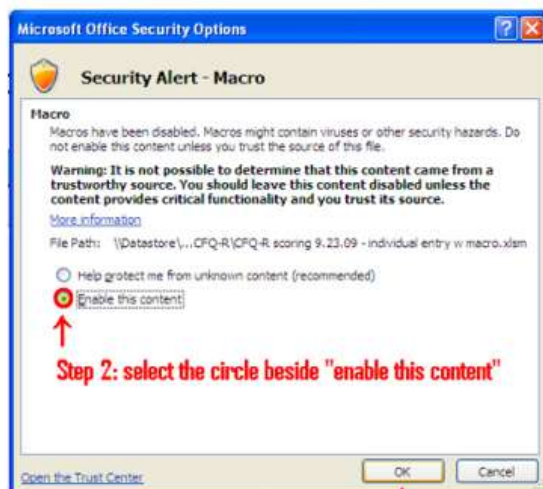 Microsoft Office Security Options
Security Alert - Macro
Macro
Macros have been disabled. Macros might contain viruses or other security hazards. Do
not enable this content unless you trust the source of this file.
Warning: It is not possible to determine that this content came from a
trustworthy source. You should leave this content disabled unless the
content provides critical functionality and you trust its source.
More information
File Path: \\Datastore\...CFQ-R\CFQ-R scoring 9.23.09 - individual entry w macro.xlsm
Help protect me from unknown content (recommended)
Enable this content
Step 2: select the circle beside "enable this content"
Open the Trust Center
OK
Cancel